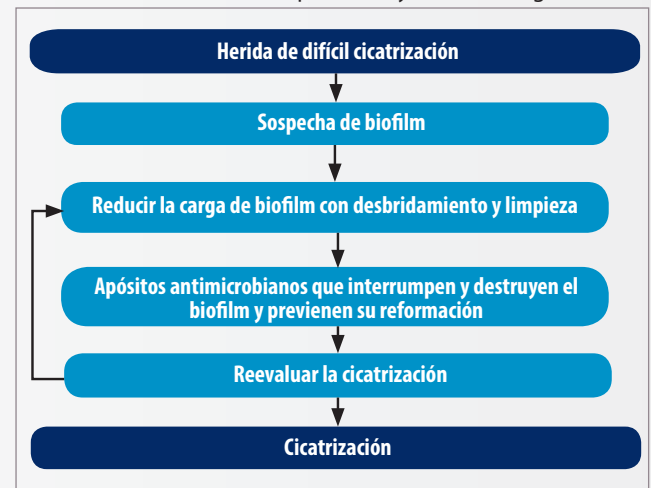 Herida de difícil cicatrización
Sospecha de biofilm
Reducir la carga de biofilm con desbridamiento y limpieza
Apósitos antimicrobianos que interrumpen y destruyen el
biofilm y previenen su reformación
Reevaluar la cicatrización
Cicatrización